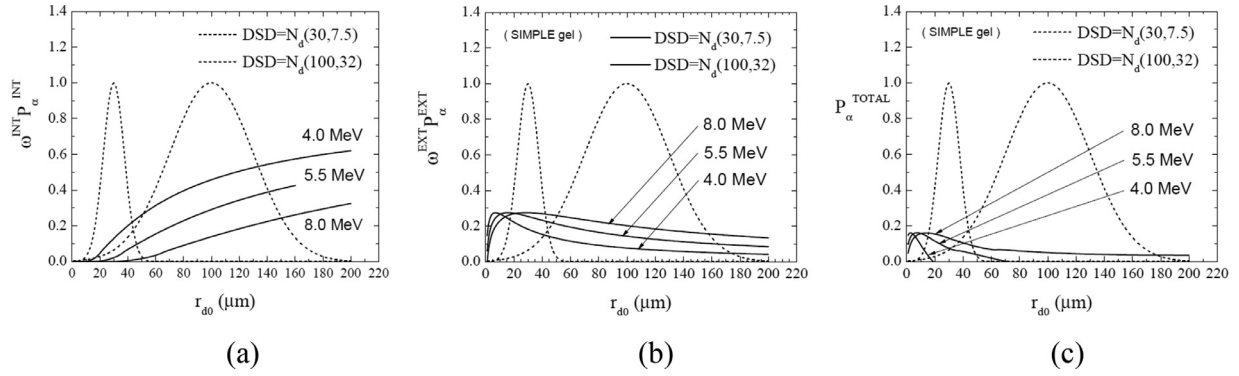 1.4
1.2
1.0
0.8
0.6
0.4
0.2
0.0
ω^INT P_α^INT
DSD=N_d(30,7.5)
DSD=N_d(100,32)
4.0 MeV
5.5 MeV
8.0 MeV
0 20 40 60 80 100 120 140 160 180 200 220
r_d0 (μm)
(a)
1.4
1.2
1.0
0.8
0.6
0.4
0.2
0.0
ω^EXT P_α^EXT
( SIMPLE gel )
DSD=N_d(30,7.5)
DSD=N_d(100,32)
8.0 MeV
5.5 MeV
4.0 MeV
0 20 40 60 80 100 120 140 160 180 200 220
r_d0 (μm)
(b)
1.4
1.2
1.0
0.8
0.6
0.4
0.2
0.0
P_α^TOTAL
( SIMPLE gel )
DSD=N_d(30,7.5)
DSD=N_d(100,32)
8.0 MeV
5.5 MeV
4.0 MeV
0 20 40 60 80 100 120 140 160 180 200 220
r_d0 (μm)
(c)